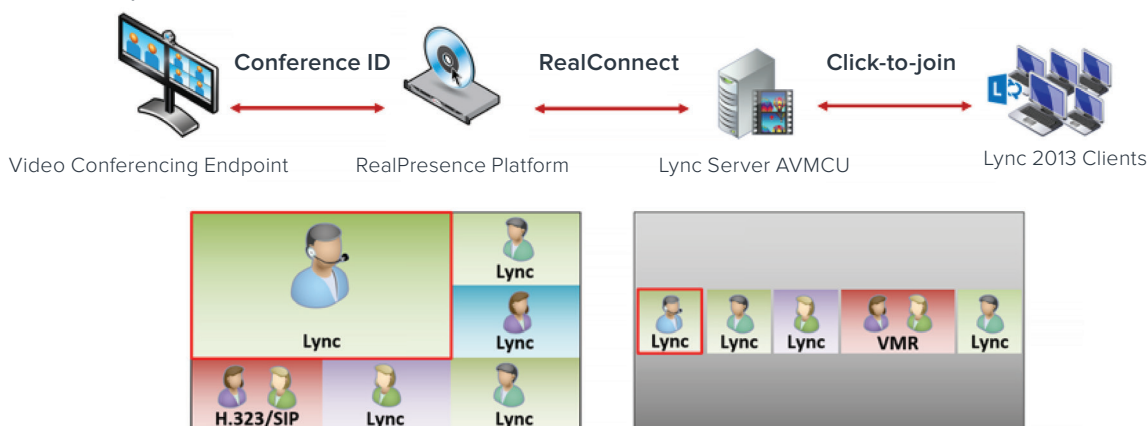 Conference ID
RealConnect
Click-to-join
L
Video Conferencing Endpoint
RealPresence Platform
Lync Server AVMCU
Lync 2013 Clients
Lync
Lync
Lync
H.323/SIP
Lync
Lync
Lync
Lync
Lync
VMR
Lync